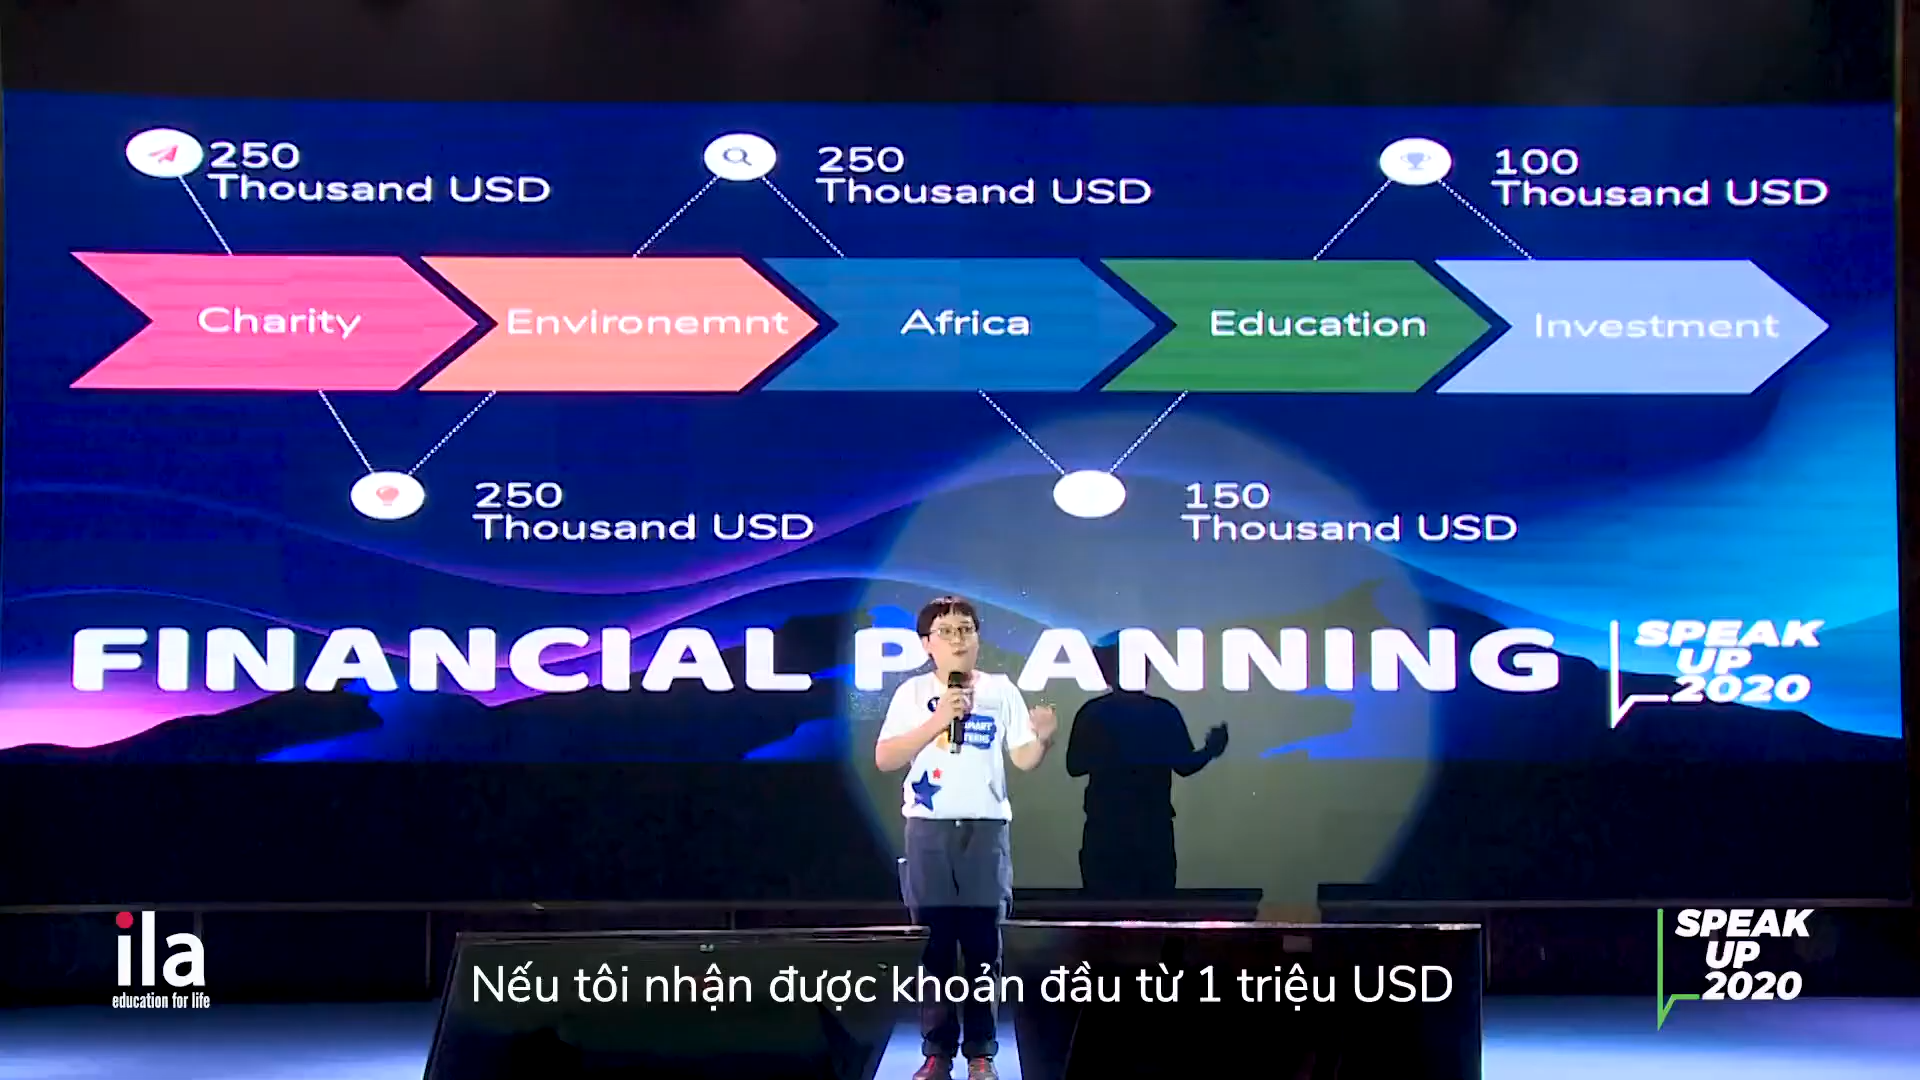 250
Thousand USD
250
Thousand USD
100
Thousand USD
Charity
Environemnt
Africa
Education
Investment
250
Thousand USD
150
Thousand USD
FINANCIAL PLANNING
SPEAK
UP
2020
ila
education for life
Nếu tôi nhận được khoản đầu từ 1 triệu USD
SPEAK
UP
2020